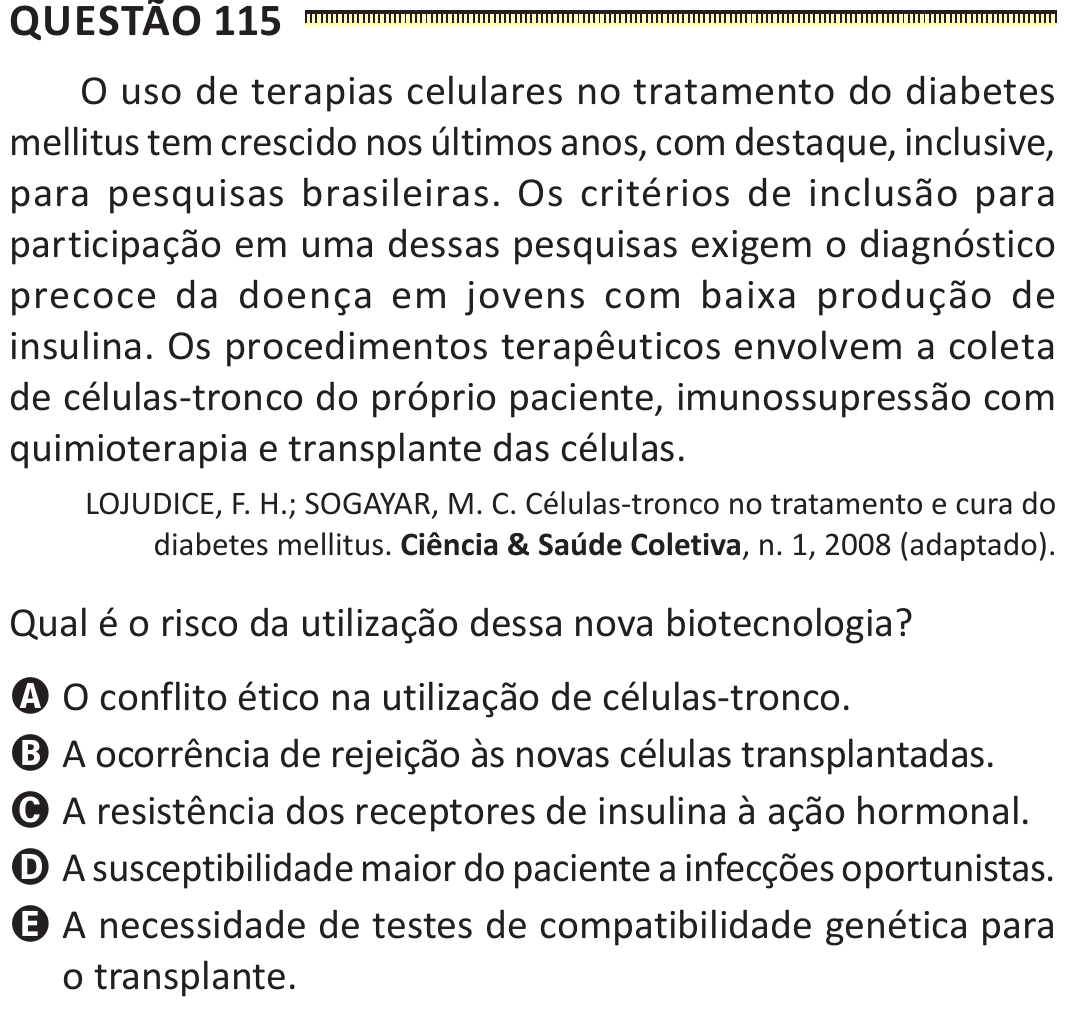 QUESTÃO 115
O uso de terapias celulares no tratamento do diabetes
mellitus tem crescido nos últimos anos, com destaque, inclusive,
para pesquisas brasileiras. Os critérios de inclusão para
participação em uma dessas pesquisas exigem o diagnóstico
precoce da doença em jovens com baixa produção de
insulina. Os procedimentos terapêuticos envolvem a coleta
de células-tronco do próprio paciente, imunossupressão com
quimioterapia e transplante das células.
LOJUDICE, F. H.; SOGAYAR, M. C. Células-tronco no tratamento e cura do
diabetes mellitus. Ciência & Saúde Coletiva, n. 1, 2008 (adaptado).
Qual é o risco da utilização dessa nova biotecnologia?
A O conflito ético na utilização de células-tronco.
B A ocorrência de rejeição às novas células transplantadas.
C A resistência dos receptores de insulina à ação hormonal.
D A susceptibilidade maior do paciente a infecções oportunistas.
E A necessidade de testes de compatibilidade genética para
o transplante.